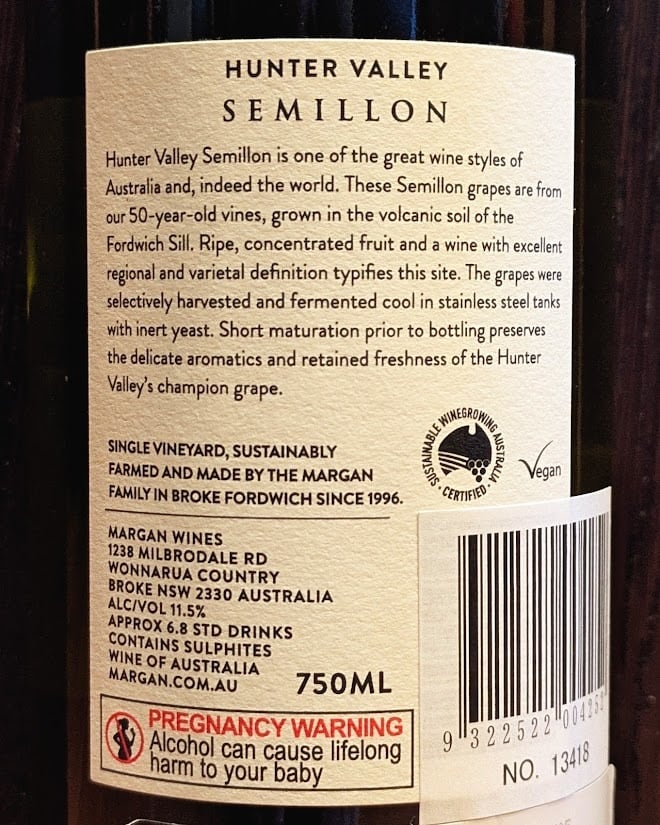 HUNTER VALLEY
SEMILLON
Hunter Valley Semillon is one of the great wine styles of
Australia and, indeed the world. These Semillon grapes are from
our 50-year-old vines, grown in the volcanic soil of the
Fordwich Sill. Ripe, concentrated fruit and a wine with excellent
regional and varietal definition typifies this site. The grapes were
selectively harvested and fermented cool in stainless steel tanks
with inert yeast. Short maturation prior to bottling preserves
the delicate aromatics and retained freshness of the Hunter
Valley's champion grape.
SUSTAINABLE WINEGROWING AUSTRALIA
• CERTIFIED •
Vegan
SINGLE VINEYARD, SUSTAINABLY
FARMED AND MADE BY THE MARGAN
FAMILY IN BROKE FORDWICH SINCE 1996.
MARGAN WINES
1238 MILBRODALE RD
WONNARUA COUNTRY
BROKE NSW 2330 AUSTRALIA
ALC/VOL 11.5%
APPROX 6.8 STD DRINKS
CONTAINS SULPHITES
WINE OF AUSTRALIA
MARGAN.COM.AU
750ML
PREGNANCY WARNING
Alcohol can cause lifelong
harm to your baby
9 322522 004252
NO. 13418